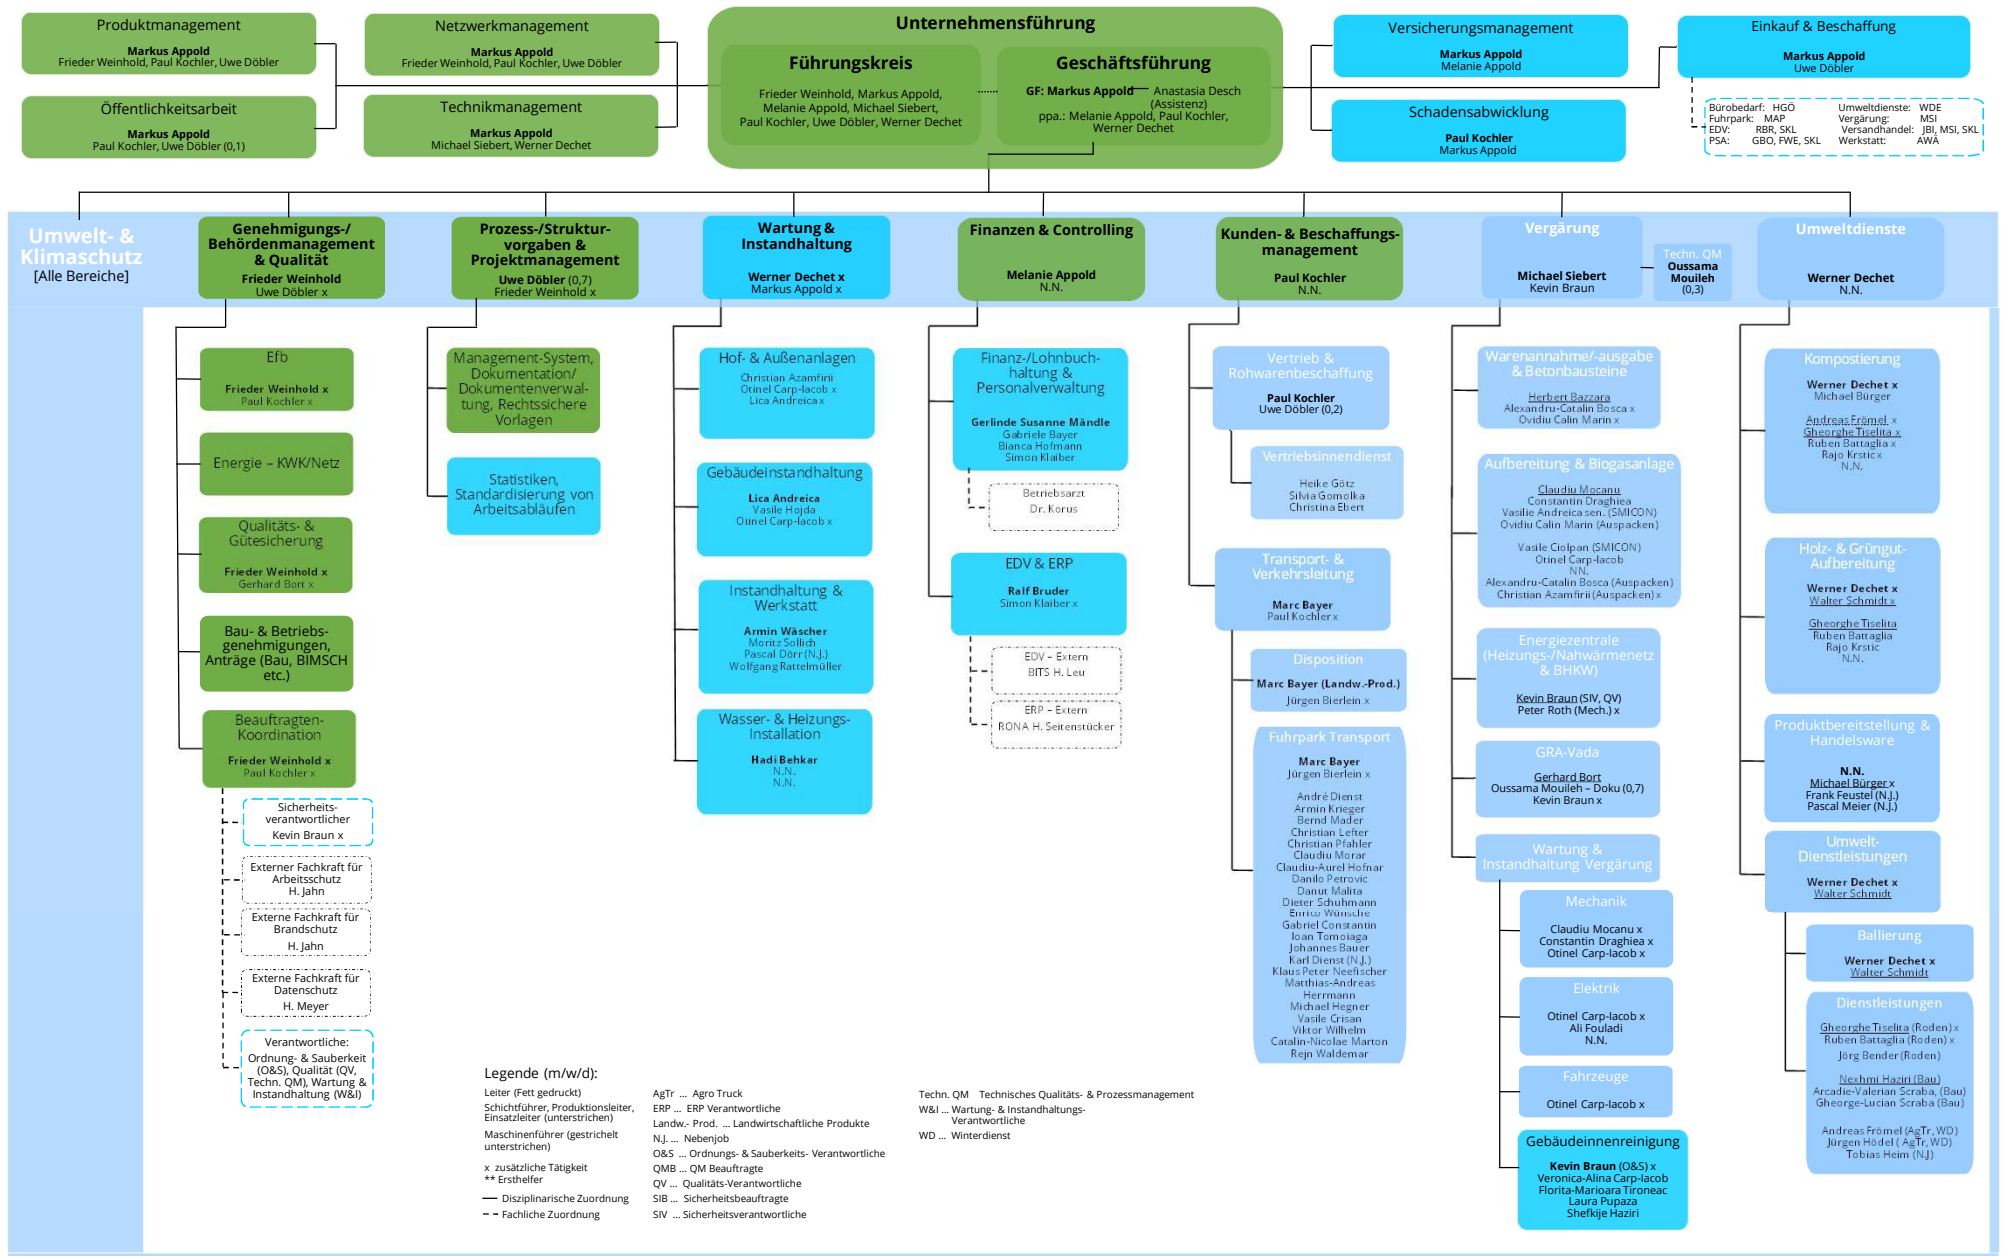 Produktmanagement
Markus Appold
Frieder Weinhold, Paul Kochler, Uwe Döbler
Öffentlichkeitsarbeit
Markus Appold
Paul Kochler, Uwe Döbler (0,1)
Netzwerkmanagement
Markus Appold
Frieder Weinhold, Paul Kochler, Uwe Döbler
Technikmanagement
Markus Appold
Michael Siebert, Werner Dechet
Unternehmensführung
Führungskreis
Frieder Weinhold, Markus Appold,
Melanie Appold, Michael Siebert,
Paul Kochler, Uwe Döbler, Werner Dechet
Geschäftsführung
GF: Markus Appold
Anastasia Desch
(Assistenz)
ppa.: Melanie Appold, Paul Kochler,
Werner Dechet
Versicherungsmanagement
Markus Appold
Melanie Appold
Schadensabwicklung
Paul Kochler
Markus Appold
Einkauf & Beschaffung
Markus Appold
Uwe Döbler
Bürobedarf: HGÖ Umweltdienste: WDE
Fuhrpark: MAP Vergärung: MSI
EDV: RBR, SKL Versandhandel: JBI, MSI, SKL
PSA: GBO, FWE, SKL Werkstatt: AWÄ
Umwelt- &
Klimaschutz
[Alle Bereiche]
Genehmigungs-/
Behördenmanagement
& Qualität
Frieder Weinhold
Uwe Döbler x
Efb
Frieder Weinhold x
Paul Kochler x
Energie – KWK/Netz
Qualitäts- &
Gütesicherung
Frieder Weinhold x
Gerhard Bort x
Bau- & Betriebs-
genehmigungen,
Anträge (Bau, BIMSCH
etc.)
Beauftragten-
Koordination
Frieder Weinhold x
Paul Kochler x
Sicherheits-
verantwortlicher
Kevin Braun x
Externer Fachkraft für
Arbeitsschutz
H. Jahn
Externe Fachkraft für
Brandschutz
H. Jahn
Externe Fachkraft für
Datenschutz
H. Meyer
Verantwortliche:
Ordnung- & Sauberkeit
(O&S), Qualität (QV,
Techn. QM), Wartung &
Instandhaltung (W&I)
Prozess-/Struktur-
vorgaben &
Projektmanagement
Uwe Döbler (0,7)
Frieder Weinhold x
Management-System,
Dokumentation/
Dokumentenverwal-
tung, Rechtssichere
Vorlagen
Statistiken,
Standardisierung von
Arbeitsabläufen
Wartung &
Instandhaltung
Werner Dechet x
Markus Appold x
Hof- & Außenanlagen
Christian Azamfirii
Otinel Carp-Iacob x
Lica Andreica x
Gebäudeinstandhaltung
Lica Andreica
Vasile Hojda
Otinel Carp-Iacob x
Instandhaltung &
Werkstatt
Armin Wäscher
Moritz Sollich
Pascal Dörr (N.J.)
Wolfgang Rattelmüller
Wasser- & Heizungs-
Installation
Hadi Behkar
N.N.
N.N.
Finanzen & Controlling
Melanie Appold
N.N.
Finanz-/Lohnbuch-
haltung &
Personalverwaltung
Gerlinde Susanne Mändle
Gabriele Bayer
Bianca Hofmann
Simon Klaiber
Betriebsarzt
Dr. Korus
EDV & ERP
Ralf Bruder
Simon Klaiber x
EDV – Extern
BITS H. Leu
ERP – Extern
RONA H. Seitenstücker
Kunden- & Beschaffungs-
management
Paul Kochler
N.N.
Vertrieb &
Rohwarenbeschaffung
Paul Kochler
Uwe Döbler (0,2)
Vertriebsinnendienst
Heike Götz
Silvia Gomolka
Christina Ebert
Transport- &
Verkehrsleitung
Marc Bayer
Paul Kochler x
Disposition
Marc Bayer (Landw.-Prod.)
Jürgen Bierlein x
Fuhrpark Transport
Marc Bayer
Jürgen Bierlein x
André Dienst
Armin Krieger
Bernd Mader
Christian Lefter
Christian Pfahler
Claudiu Morar
Claudiu-Aurel Hofnar
Danilo Petrovic
Danut Malita
Dieter Schuhmann
Enrico Wünsche
Gabriel Constantin
Ioan Tomoiaga
Johannes Bauer
Karl Dienst (N.J.)
Klaus Peter Neefischer
Matthias-Andreas
Herrmann
Michael Hegner
Vasile Crisan
Viktor Wilhelm
Catalin-Nicolae Marton
Rejn Waldemar
Vergärung
Michael Siebert
Kevin Braun
Techn. QM
Oussama
Mouileh
(0,3)
Warenannahme/-ausgabe
& Betonbausteine
Herbert Bazzara
Alexandru-Catalin Bosca x
Ovidiu Calin Marin x
Aufbereitung & Biogasanlage
Claudiu Mocanu
Constantin Draghiea
Vasilie Andreica sen. (SMICON)
Ovidiu Calin Marin (Auspacken)
Vasile Ciolpan (SMICON)
Otinel Carp-Iacob
NN.
Alexandru-Catalin Bosca (Auspacken)
Christian Azamfirii (Auspacken) x
Energiezentrale
(Heizungs-/Nahwärmenetz
& BHKW)
Kevin Braun (SIV, QV)
Peter Roth (Mech.) x
GRA-Vada
Gerhard Bort
Oussama Mouileh – Doku (0,7)
Kevin Braun x
Wartung &
Instandhaltung Vergärung
Mechanik
Claudiu Mocanu x
Constantin Draghiea x
Otinel Carp-Iacob x
Elektrik
Otinel Carp-Iacob x
Ali Fouladi
N.N.
Fahrzeuge
Otinel Carp-Iacob x
Gebäudeinnenreinigung
Kevin Braun (O&S) x
Veronica-Alina Carp-Iacob
Florita-Marioara Tironeac
Laura Pupaza
Shefkije Haziri
Umweltdienste
Werner Dechet
N.N.
Kompostierung
Werner Dechet x
Michael Bürger
Andreas Frömel x
Gheorghe Tiselita x
Ruben Battaglia x
Rajo Krstic x
N.N.
Holz- & Grüngut-
Aufbereitung
Werner Dechet x
Walter Schmidt x
Gheorghe Tiselita
Ruben Battaglia
Rajo Krstic
N.N.
Produktbereitstellung &
Handelsware
N.N.
Michael Bürger x
Frank Feustel (N.J.)
Pascal Meier (N.J.)
Umwelt-
Dienstleistungen
Werner Dechet x
Walter Schmidt
Ballierung
Werner Dechet x
Walter Schmidt
Dienstleistungen
Gheorghe Tiselita (Roden) x
Ruben Battaglia (Roden) x
Jörg Bender (Roden)
Nexhmi Haziri (Bau)
Arcadie-Valerian Scraba, (Bau)
Gheorge-Lucian Scraba (Bau)
Andreas Frömel (AgTr, WD)
Jürgen Hödel ( AgTr, WD)
Tobias Heim (N.J)
Legende (m/w/d):
Leiter (Fett gedruckt)
Schichtführer, Produktionsleiter,
Einsatzleiter (unterstrichen)
Maschinenführer (gestrichelt
unterstrichen)
x zusätzliche Tätigkeit
** Ersthelfer
Disziplinarische Zuordnung
Fachliche Zuordnung
AgTr ... Agro Truck
ERP ... ERP Verantwortliche
Landw.- Prod. ... Landwirtschaftliche Produkte
N.J. ... Nebenjob
O&S ... Ordnungs- & Sauberkeits- Verantwortliche
QMB ... QM Beauftragte
QV ... Qualitäts-Verantwortliche
SIB ... Sicherheitsbeauftragte
SIV ... Sicherheitsverantwortliche
Techn. QM Technisches Qualitäts- & Prozessmanagement
W&I ... Wartung- & Instandhaltungs-
Verantwortliche
WD ... Winterdienst